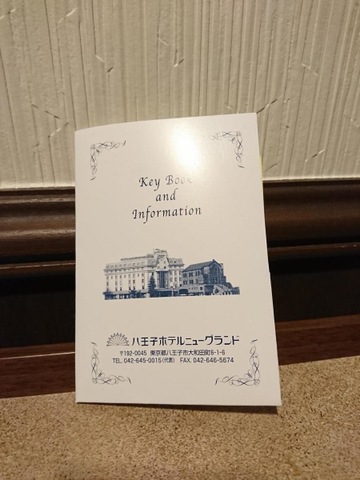 Key Book
and
Information
八王子ホテルニューグランド
〒192-0045 東京都八王子市大和田町6-1-6
TEL. 042-645-0015(代表) FAX. 042-646-5674